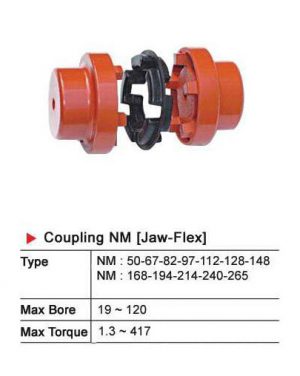 Coupling NM [Jaw-Flex]
Type NM : 50-67-82-97-112-128-148
NM : 168-194-214-240-265
Max Bore 19 ~ 120
Max Torque 1.3 ~ 417